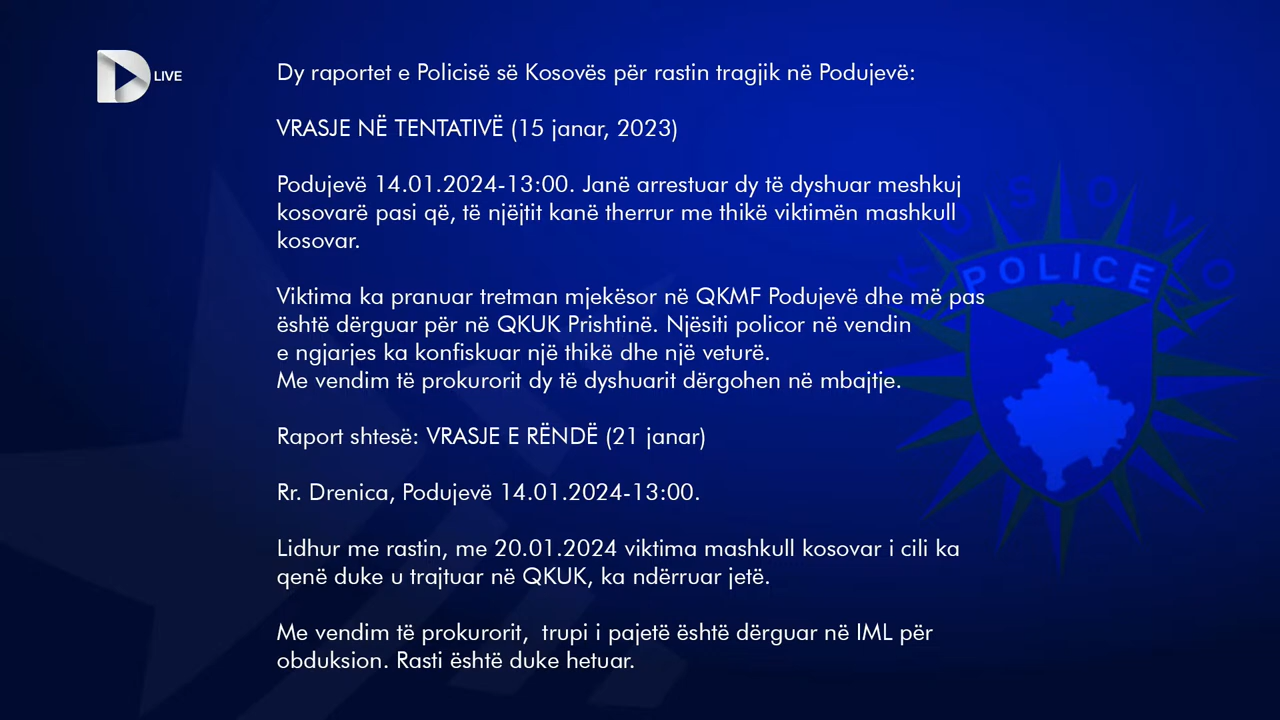 LIVE
Dy raportet e Policisë së Kosovës për rastin tragjik në Podujevë:
VRASJE NË TENTATIVË (15 janar, 2023)
Podujevë 14.01.2024-13:00. Janë arrestuar dy të dyshuar meshkuj
kosovarë pasi që, të njëjtit kanë therrur me thikë viktimën mashkull
kosovar.
Viktima ka pranuar tretman mjekësor në QKMF Podujevë dhe më pas
është dërguar për në QKUK Prishtinë. Njësiti policor në vendin
e ngjarjes ka konfiskuar një thikë dhe një veturë.
Me vendim të prokurorit dy të dyshuarit dërgohen në mbajtje.
Raport shtesë: VRASJE E RËNDË (21 janar)
Rr. Drenica, Podujevë 14.01.2024-13:00.
Lidhur me rastin, me 20.01.2024 viktima mashkull kosovar i cili ka
qenë duke u trajtuar në QKUK, ka ndërruar jetë.
Me vendim të prokurorit,  trupi i pajetë është dërguar në IML për
obduksion. Rasti është duke hetuar.
KOSOVO
POLICE